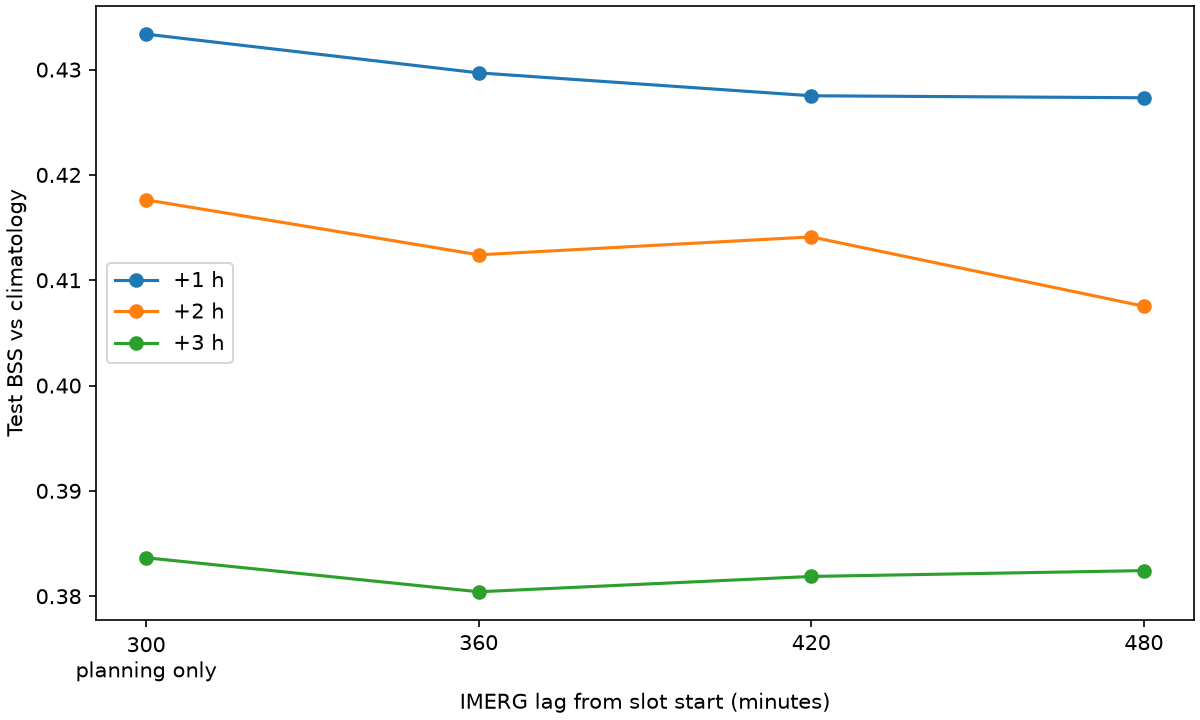 0.43
0.42
0.41
0.40
0.39
0.38
Test BSS vs climatology
+1 h
+2 h
+3 h
300
planning only
360
420
480
IMERG lag from slot start (minutes)